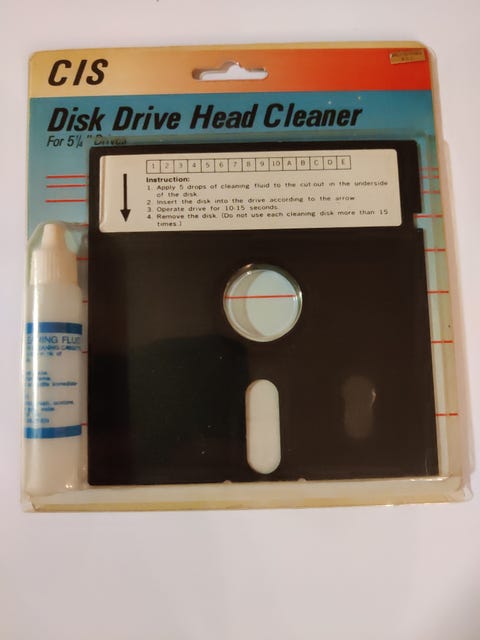 CIS
Disk Drive Head Cleaner
For 5¼" Drives
1 2 3 4 5 6 7 8 9 10 A B C D E
Instruction:
1. Apply 5 drops of cleaning fluid to the cut out in the underside
of the disk.
2. Insert the disk into the drive according to the arrow.
3. Operate drive for 10-15 seconds.
4. Remove the disk. (Do not use each cleaning disk more than 15
times.)
EANING FLUI